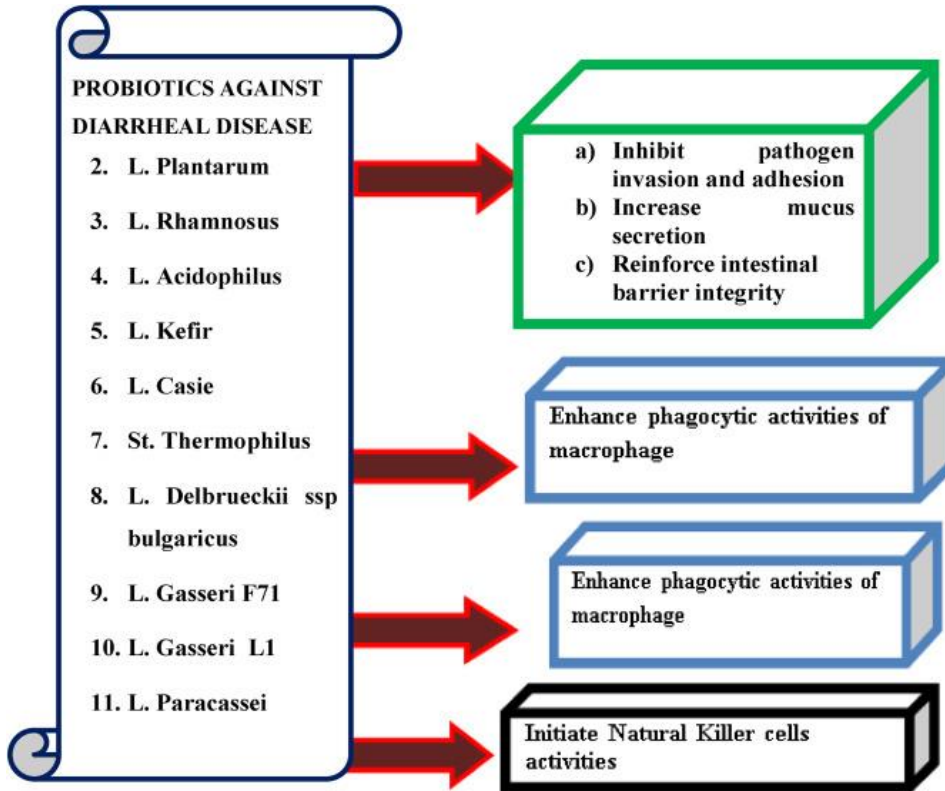 PROBIOTICS AGAINST
DIARRHEAL DISEASE
2. L. Plantarum
3. L. Rhamnosus
4. L. Acidophilus
5. L. Kefir
6. L. Casie
7. St. Thermophilus
8. L. Delbrueckii ssp
bulgaricus
9. L. Gasseri F71
10. L. Gasseri L1
11. L. Paracassei
a) Inhibit pathogen
invasion and adhesion
b) Increase mucus
secretion
c) Reinforce intestinal
barrier integrity
Enhance phagocytic activities of
macrophage
Enhance phagocytic activities of
macrophage
Initiate Natural Killer cells
activities